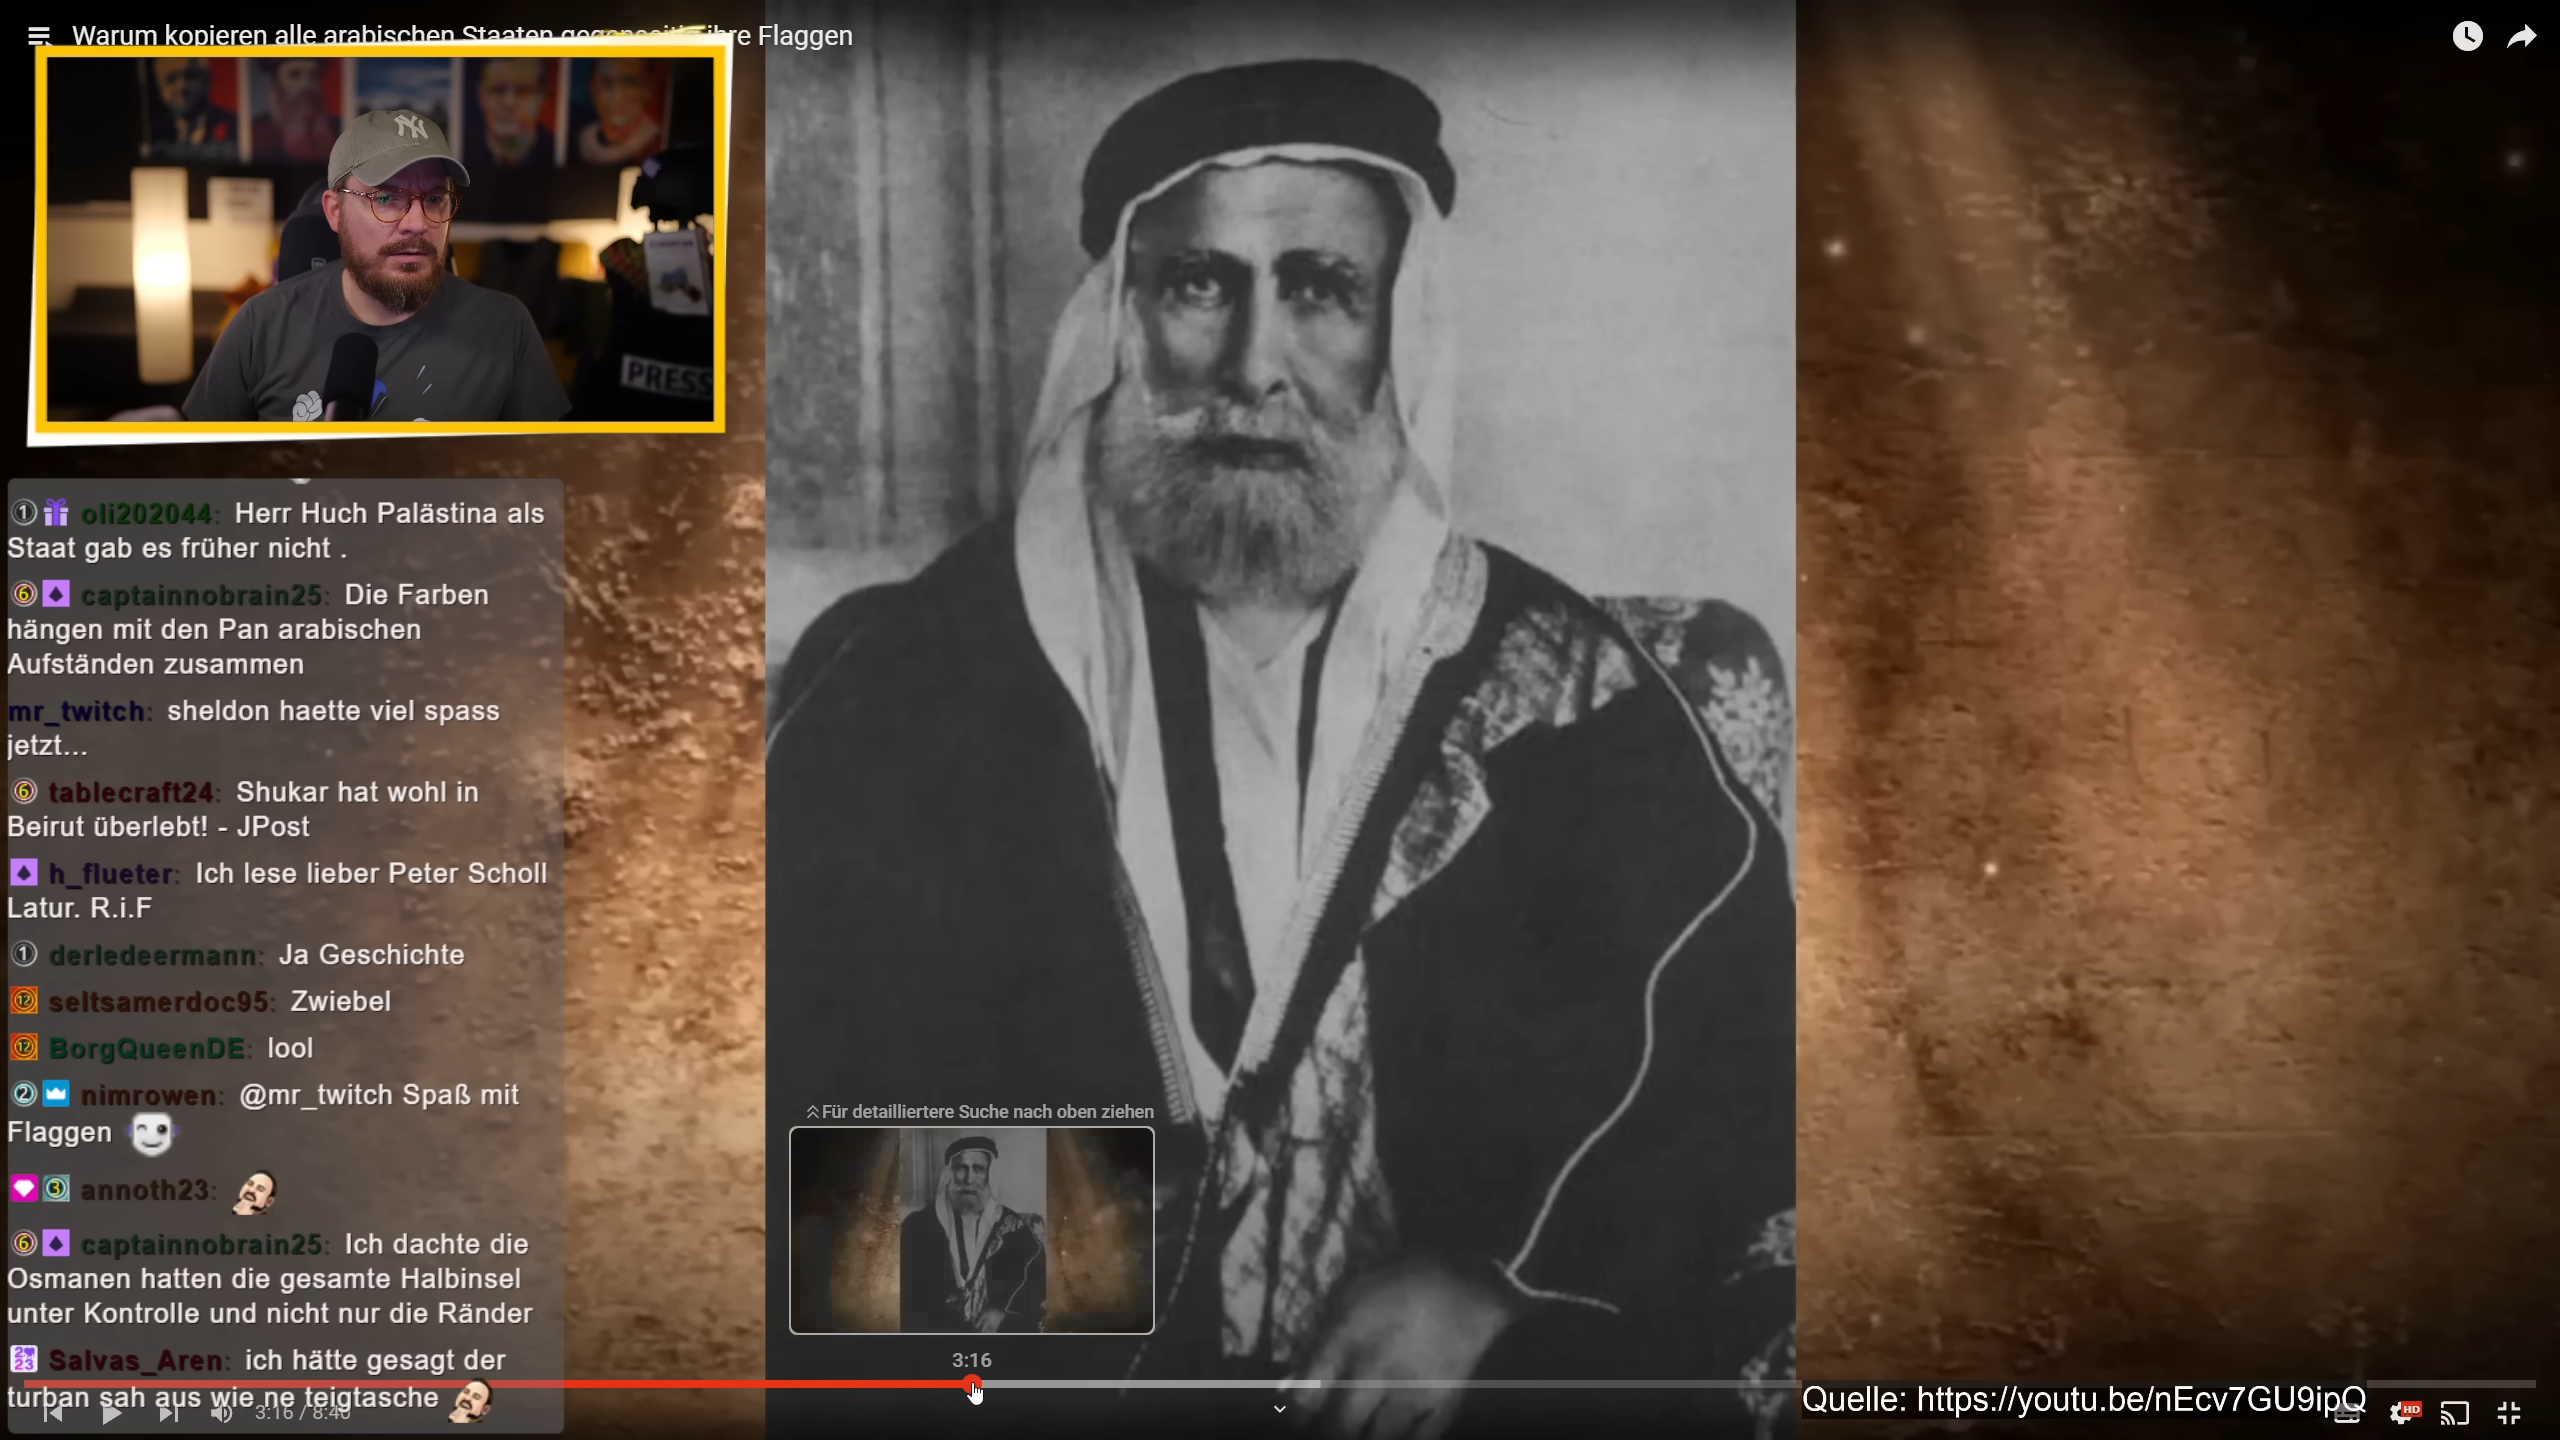 Warum kopieren alle arabischen Staaten gegenseitig ihre Flaggen
NY
PRESS
oli202044: Herr Huch Palästina als
Staat gab es früher nicht .
captainnobrain25: Die Farben
hängen mit den Pan arabischen
Aufständen zusammen
mr_twitch: sheldon haette viel spass
jetzt...
tablecraft24: Shukar hat wohl in
Beirut überlebt! - JPost
h_flueter: Ich lese lieber Peter Scholl
Latur. R.i.F
derledeermann: Ja Geschichte
seltsamerdoc95: Zwiebel
BorgQueenDE: lool
nimrowen: @mr_twitch Spaß mit
Flaggen
annoth23:
captainnobrain25: Ich dachte die
Osmanen hatten die gesamte Halbinsel
unter Kontrolle und nicht nur die Ränder
Salvas_Aren: ich hätte gesagt der
turban sah aus wie ne teigtasche
Für detailliertere Suche nach oben ziehen
3:16
3:16 / 8:40
Quelle: https://youtu.be/nEcv7GU9ipQ
HD